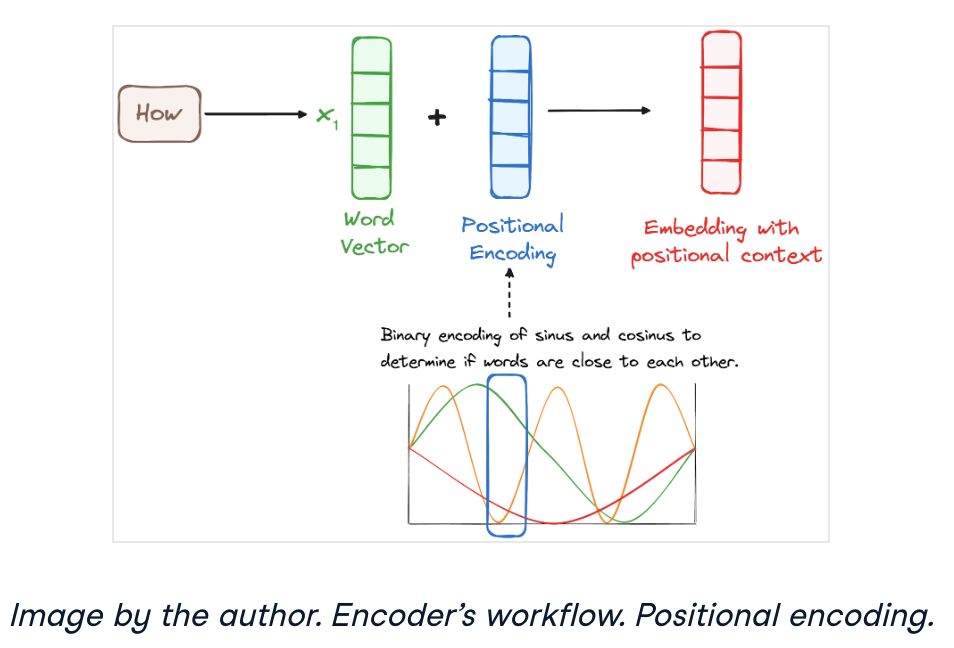 How
x1
+
Word
Vector
Positional
Encoding
Embedding with
positional context
Binary encoding of sinus and cosinus to
determine if words are close to each other.
Image by the author. Encoder’s workflow. Positional encoding.